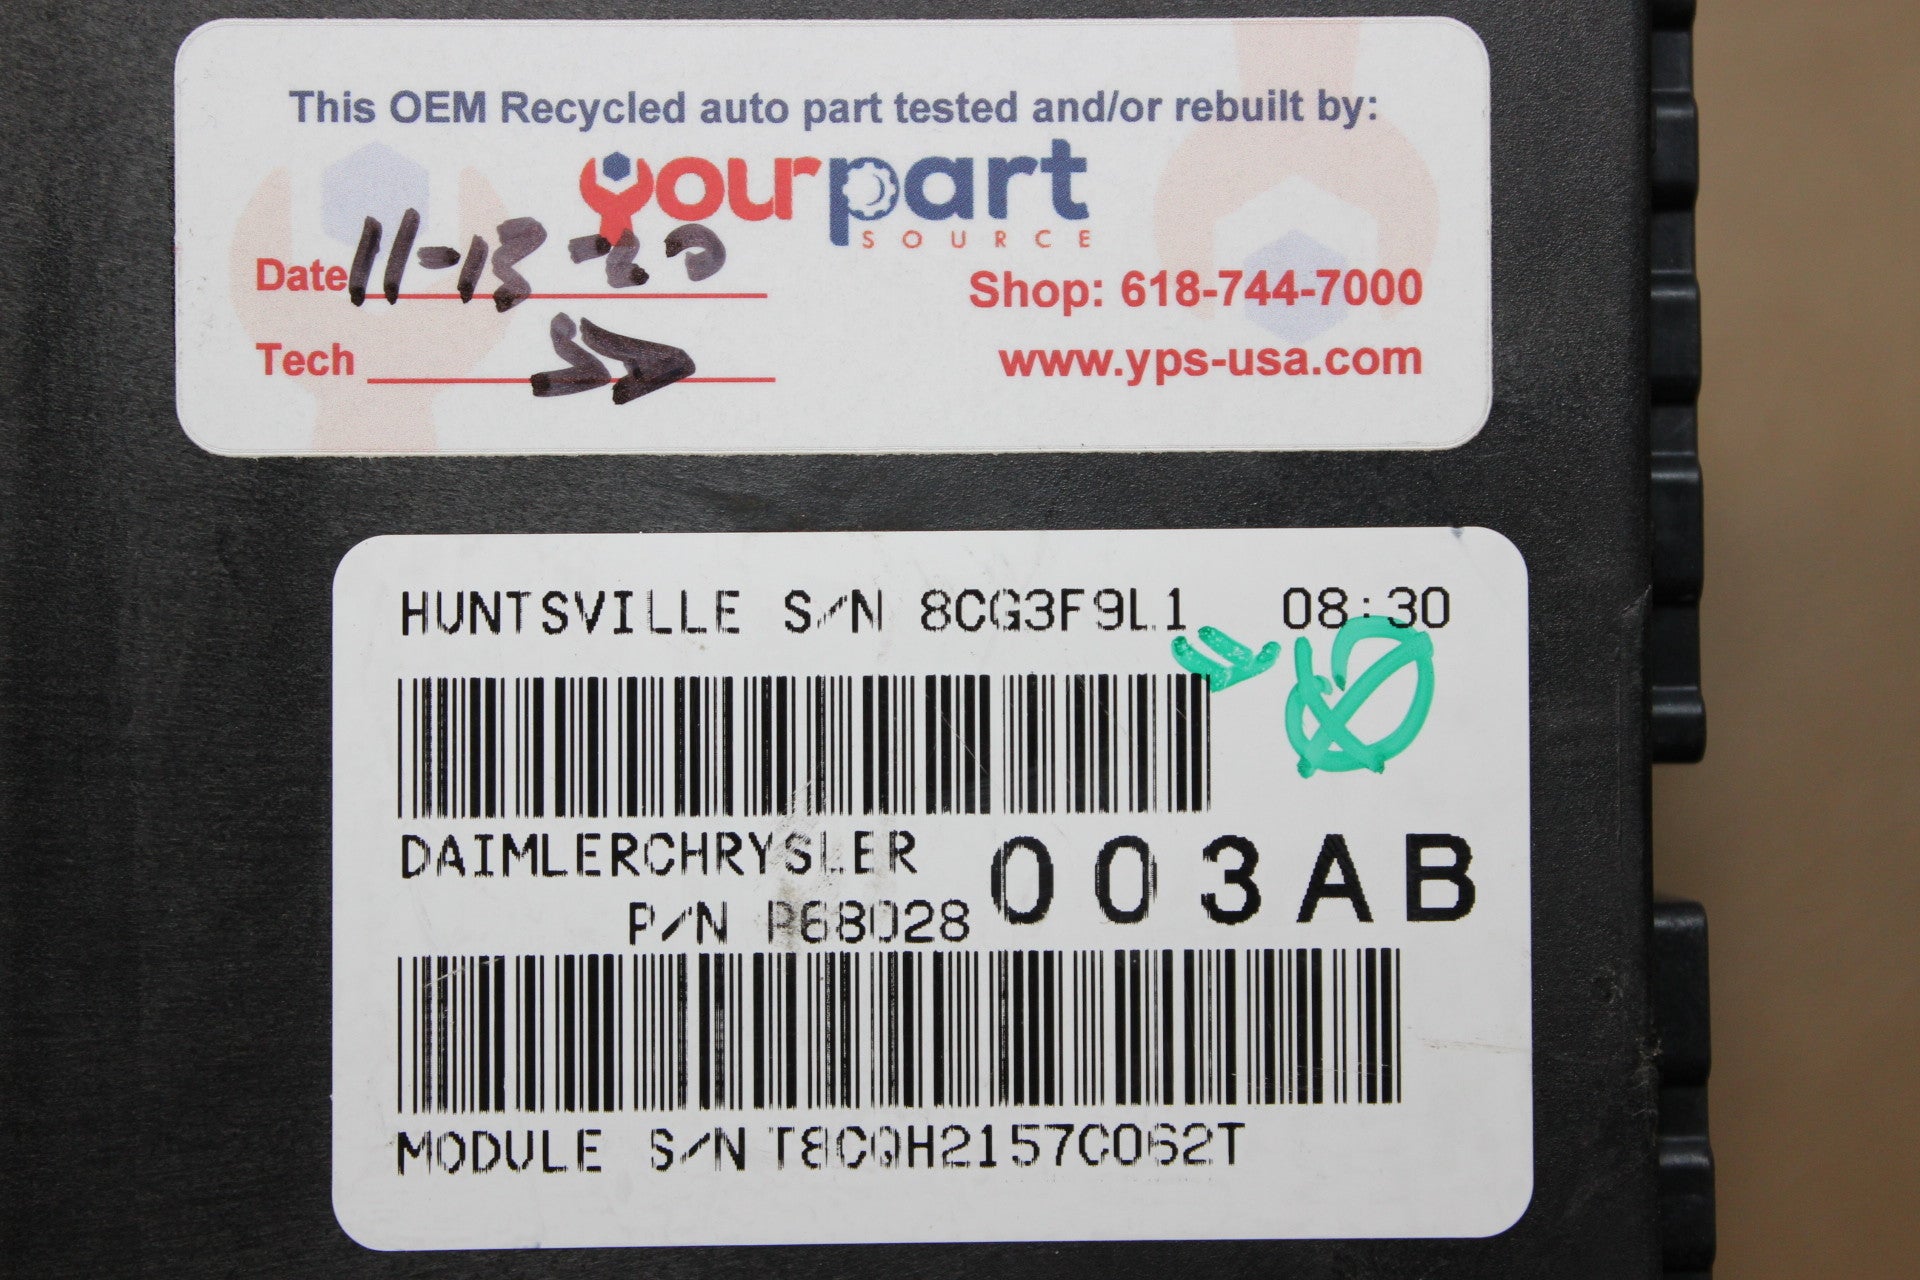 This OEM Recycled auto part tested and/or rebuilt by:
yourpart
SOURCE
Date 11-13-20
Shop: 618-744-7000
Tech
www.yps-usa.com
HUNTSVILLE S/N 8CG3F9L1 08:30
DAIMLERCHRYSLER
P/N P68028 003AB
MODULE S/N T8CQH2157C062T